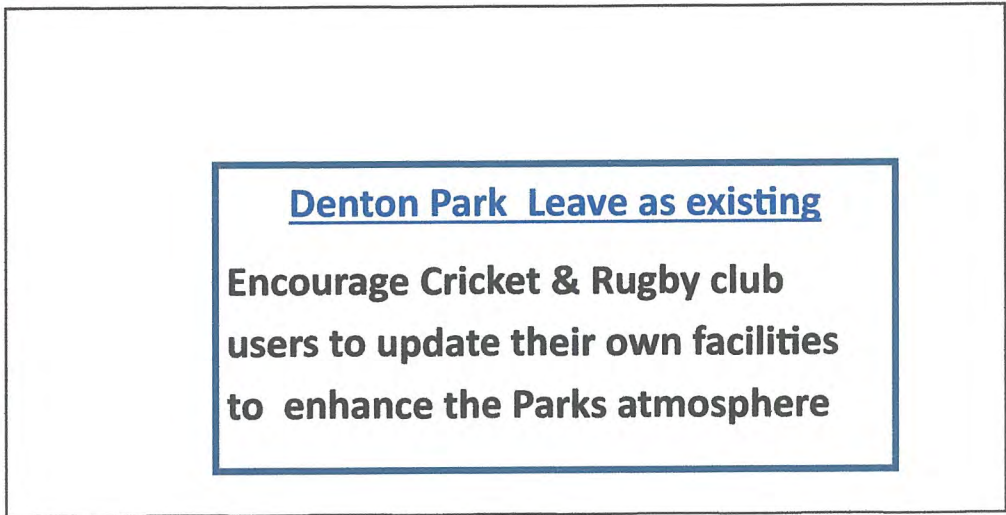 Denton Park  Leave as existing
Encourage Cricket & Rugby club
users to update their own facilities
to  enhance the Parks atmosphere